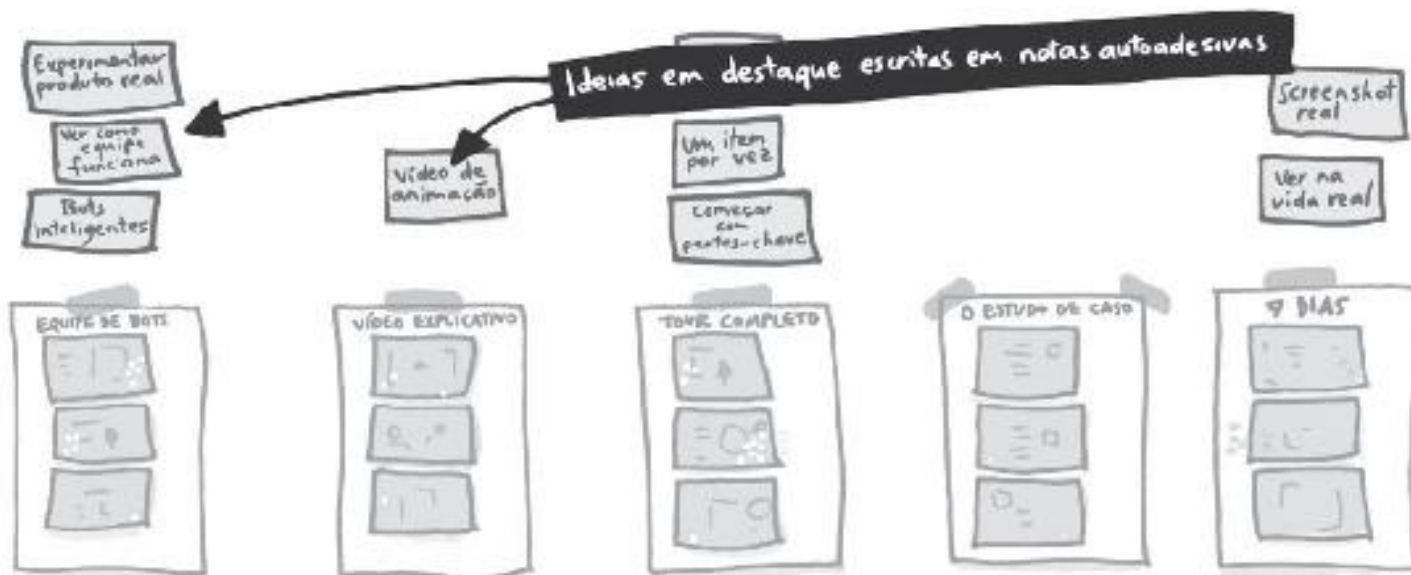 Ideias em destaque escritas em notas autoadesivas
Experimentar
produto real
Ver como
equipe
funciona
Bots
inteligentes
Vídeo de
animação
Um item
por vez
Começar
com
partes-chave
Screenshot
real
Ver na
vida real
EQUIPE DE BOTS
VÍDEO EXPLICATIVO
TOUR COMPLETO
O ESTUDO DE CASO
DIAS